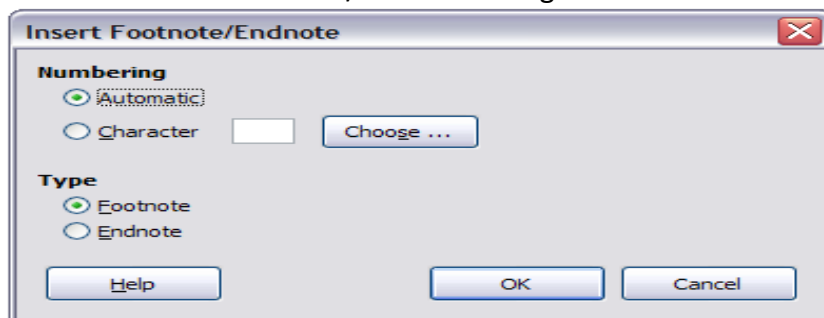 Insert Footnote/Endnote
Numbering
Automatic
Character Choose ...
Type
Footnote
Endnote
Help OK Cancel